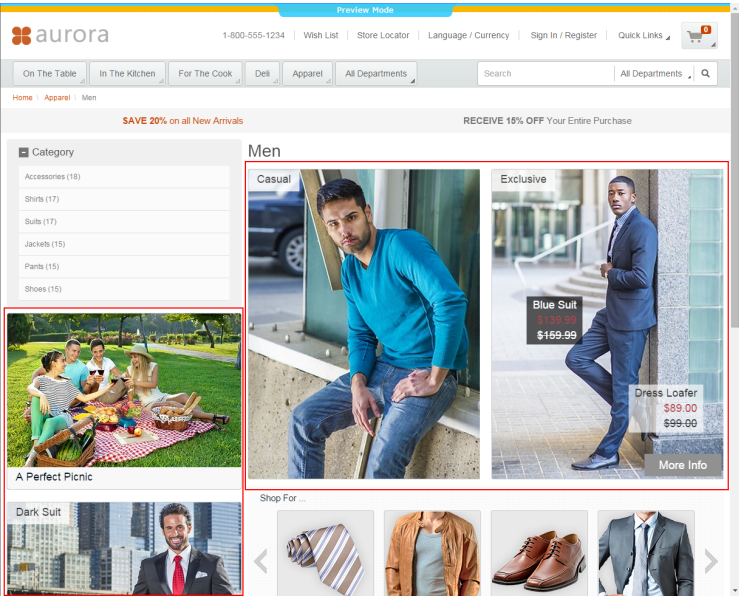 Preview Mode
aurora
1-800-555-1234 Wish List Store Locator Language / Currency Sign In / Register Quick Links 0
On The Table In The Kitchen For The Cook Deli Apparel All Departments Search All Departments
Home \ Apparel \ Men
SAVE 20% on all New Arrivals RECEIVE 15% OFF Your Entire Purchase
Category
Accessories (18)
Shirts (17)
Suits (17)
Jackets (15)
Pants (15)
Shoes (15)
A Perfect Picnic
Dark Suit
Men
Casual
Exclusive
Blue Suit
$139.99
$159.99
Dress Loafer
$89.00
$99.00
More Info
Shop For ...